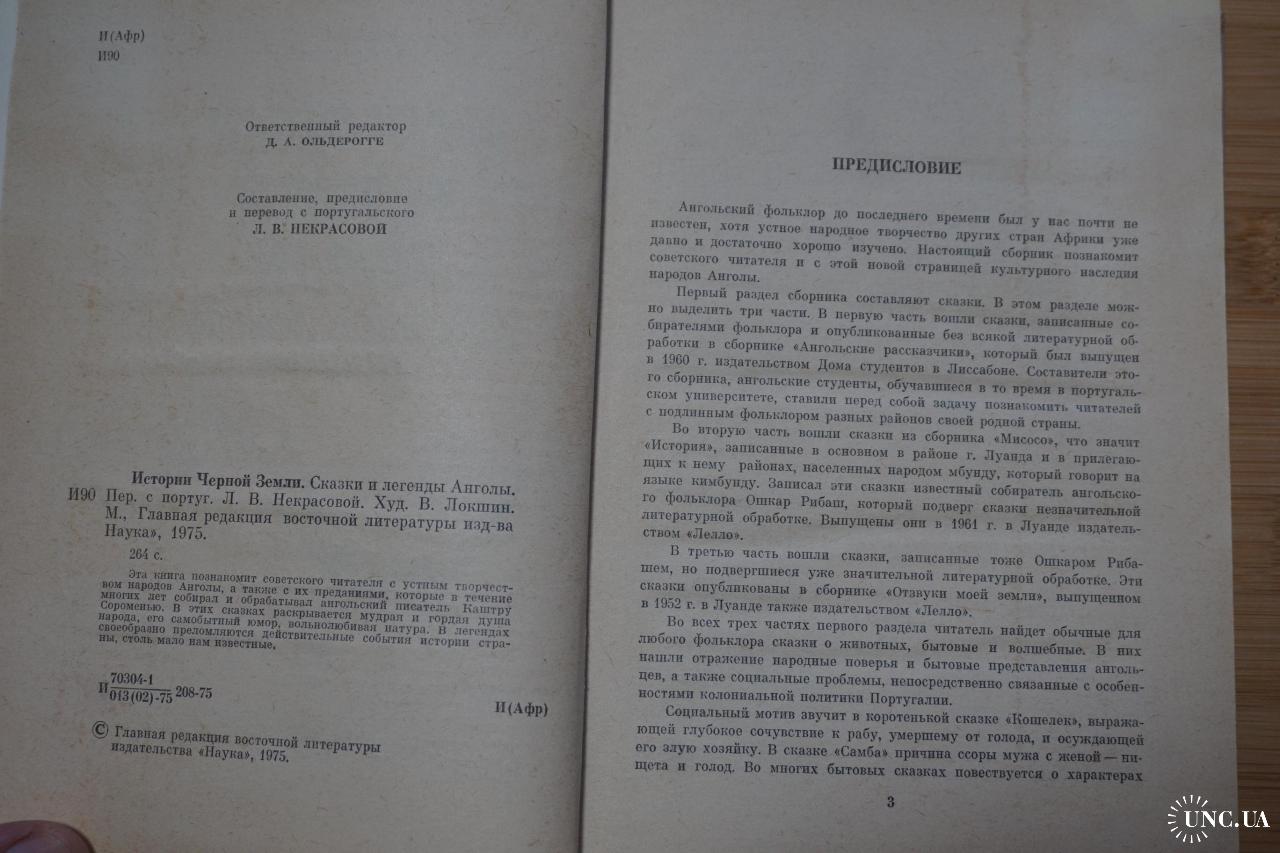 И(Афр)
И90
Ответственный редактор
Д. А. ОЛЬДЕРОГГЕ
Составление, предисловие
и перевод с португальского
Л. В. НЕКРАСОВОЙ
Истории Черной Земли. Сказки и легенды Анголы.
И90 Пер. с португ. Л. В. Некрасовой. Худ. В. Локшин.
М., Главная редакция восточной литературы изд-ва
Наука», 1975.
264 с.
Эта книга познакомит советского читателя с устным творчест-
вом народов Анголы, а также с их преданиями, которые в течение
многих лет собирал и обрабатывал ангольский писатель Каштру
Сороменью. В этих сказках раскрывается мудрая и гордая душа
народа, его самобытный юмор, вольнолюбивая натура. В легендах
своеобразно преломляются действительные события истории стра-
ны, столь мало нам известные.
И 70304-1
013(02)-75 208-75
И(Афр)
© Главная редакция восточной литературы
издательства «Наука», 1975.
ПРЕДИСЛОВИЕ
Ангольский фольклор до последнего времени был у нас почти не
известен, хотя устное народное творчество других стран Африки уже
давно и достаточно хорошо изучено. Настоящий сборник познакомит
советского читателя и с этой новой страницей культурного наследия
народов Анголы.
Первый раздел сборника составляют сказки. В этом разделе мож-
но выделить три части. В первую часть вошли сказки, записанные со-
бирателями фольклора и опубликованные без всякой литературной об-
работки в сборнике «Ангольские рассказчики», который был выпущен
в 1960 г. издательством Дома студентов в Лиссабоне. Составители это-
го сборника, ангольские студенты, обучавшиеся в то время в португаль-
ском университете, ставили перед собой задачу познакомить читателей
с подлинным фольклором разных районов своей родной страны.
Во вторую часть вошли сказки из сборника «Мисосо», что значит
«История», записанные в основном в районе г. Луанда и в прилегаю-
щих к нему районах, населенных народом мбунду, который говорит на
языке кимбунду. Записал эти сказки известный собиратель ангольско-
го фольклора Ошкар Рибаш, который подверг сказки незначительной
литературной обработке. Выпущены они в 1961 г. в Луанде издатель-
ством «Лелло».
В третью часть вошли сказки, записанные тоже Ошкаром Риба-
шем, но подвергшиеся уже значительной литературной обработке. Эти
сказки опубликованы в сборнике «Отзвуки моей земли», выпущенном
в 1952 г. в Луанде также издательством «Лелло».
Во всех трех частях первого раздела читатель найдет обычные для
любого фольклора сказки о животных, бытовые и волшебные. В них
нашли отражение народные поверья и бытовые представления анголь-
цев, а также социальные проблемы, непосредственно связанные с особен-
ностями колониальной политики Португалии.
Социальный мотив звучит в коротенькой сказке «Кошелек», выража-
ющей глубокое сочувствие к рабу, умершему от голода, и осуждающей
его злую хозяйку. В сказке «Самба» причина ссоры мужа с женой — ни-
щета и голод. Во многих бытовых сказках повествуется о характерах
3
UNC.UA